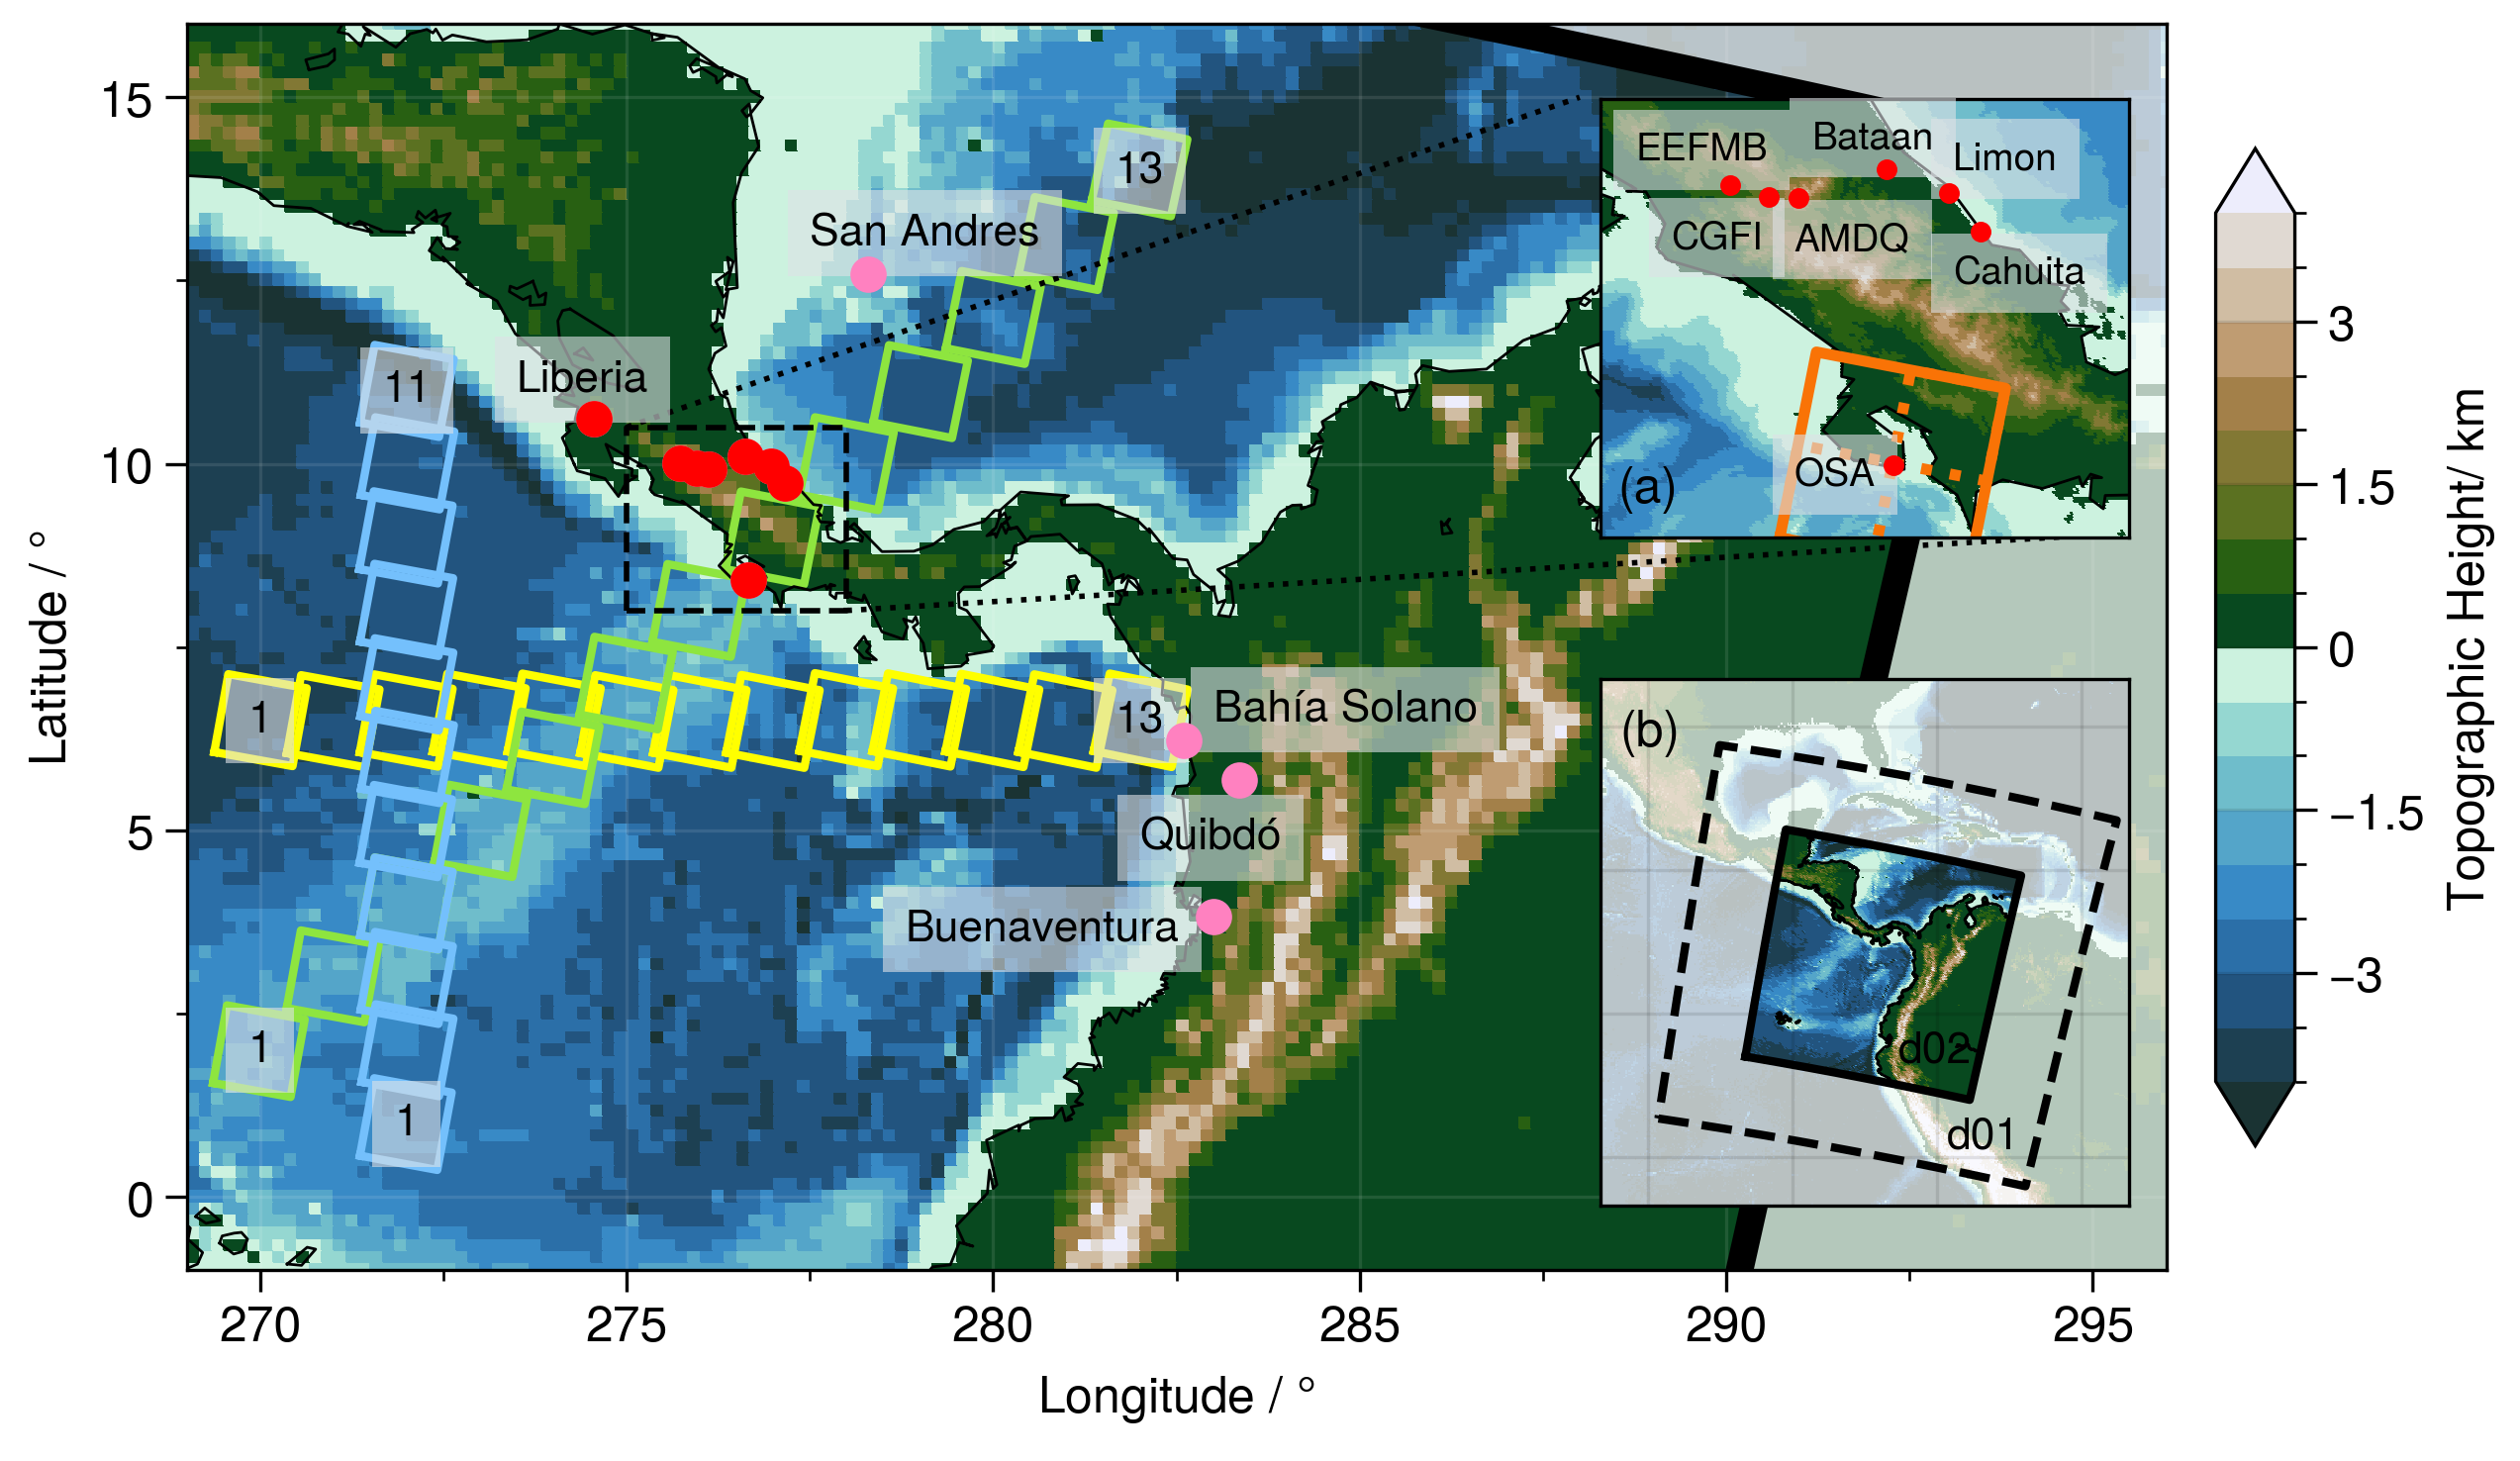 15
10
5
0
Latitude / °
270
275
280
285
290
295
Longitude / °
13
San Andres
11
Liberia
1
13
Bahía Solano
Quibdó
Buenaventura
1
1
EEFMB
Bataan
Limon
CGFI
AMDQ
Cahuita
OSA
(a)
(b)
d02
d01
3
1.5
0
−1.5
−3
Topographic Height/ km